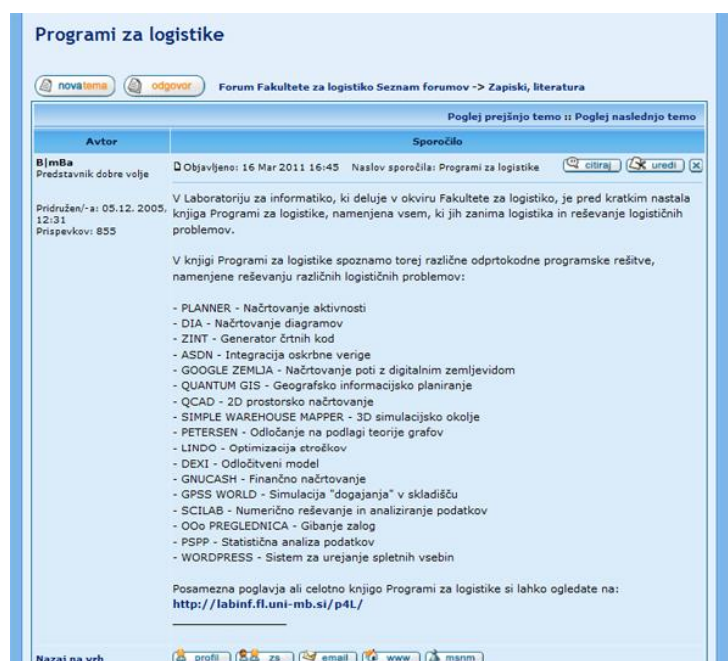 Programi za logistike
novatema odgovor Forum Fakultete za logistiko Seznam forumov -> Zapiski, literatura
Poglej prejšnjo temo :: Poglej naslednjo temo
Avtor Sporočilo
B|mBa
Predstavnik dobre volje
Pridružen/-a: 05.12. 2005,
12:31
Prispevkov: 855
Objavljeno: 16 Mar 2011 16:45 Naslov sporočila: Programi za logistike citiraj uredi X
V Laboratoriju za informatiko, ki deluje v okviru Fakultete za logistiko, je pred kratkim nastala
knjiga Programi za logistike, namenjena vsem, ki jih zanima logistika in reševanje logističnih
problemov.
V knjigi Programi za logistike spoznamo torej različne odprtokodne programske rešitve,
namenjene reševanju različnih logističnih problemov:
- PLANNER - Načrtovanje aktivnosti
- DIA - Načrtovanje diagramov
- ZINT - Generator črtnih kod
- ASDN - Integracija oskrbne verige
- GOOGLE ZEMLJA - Načrtovanje poti z digitalnim zemljevidom
- QUANTUM GIS - Geografsko informacijsko planiranje
- QCAD - 2D prostorsko načrtovanje
- SIMPLE WAREHOUSE MAPPER - 3D simulacijsko okolje
- PETERSEN - Odločanje na podlagi teorije grafov
- LINDO - Optimizacija stroškov
- DEXI - Odločitveni model
- GNUCASH - Finančno načrtovanje
- GPSS WORLD - Simulacija "dogajanja" v skladišču
- SCILAB - Numerično reševanje in analiziranje podatkov
- OOo PREGLEDNICA - Gibanje zalog
- PSPP - Statistična analiza podatkov
- WORDPRESS - Sistem za urejanje spletnih vsebin
Posamezna poglavja ali celotno knjigo Programi za logistike si lahko ogledate na:
http://labinf.fl.uni-mb.si/p4L/
Nazaj na vrh profil zs email www msnm